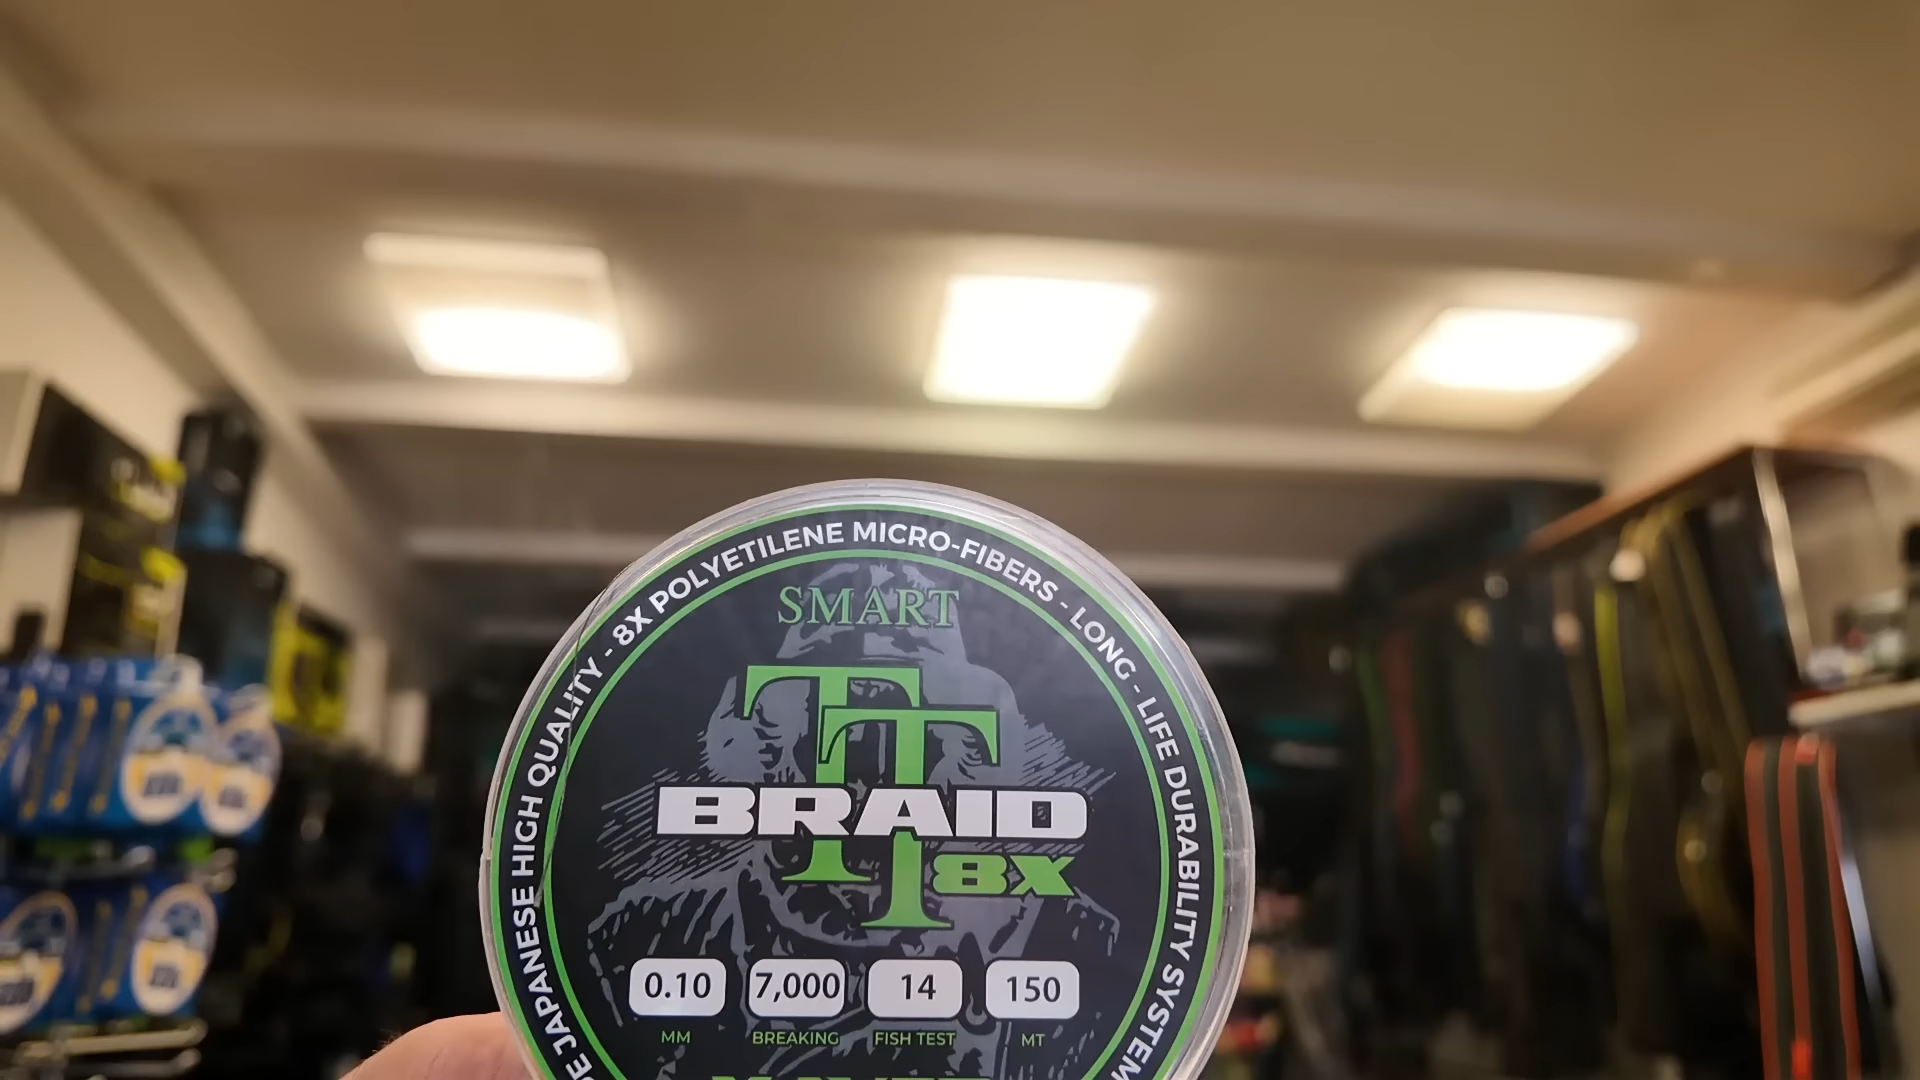 JAPANESE HIGH QUALITY - 8X POLYETILENE MICRO-FIBERS - LONG - LIFE DURABILITY SYSTEM
SMART
TT
BRAID
8X
0.10 7,000 14 150
MM BREAKING FISH TEST MT